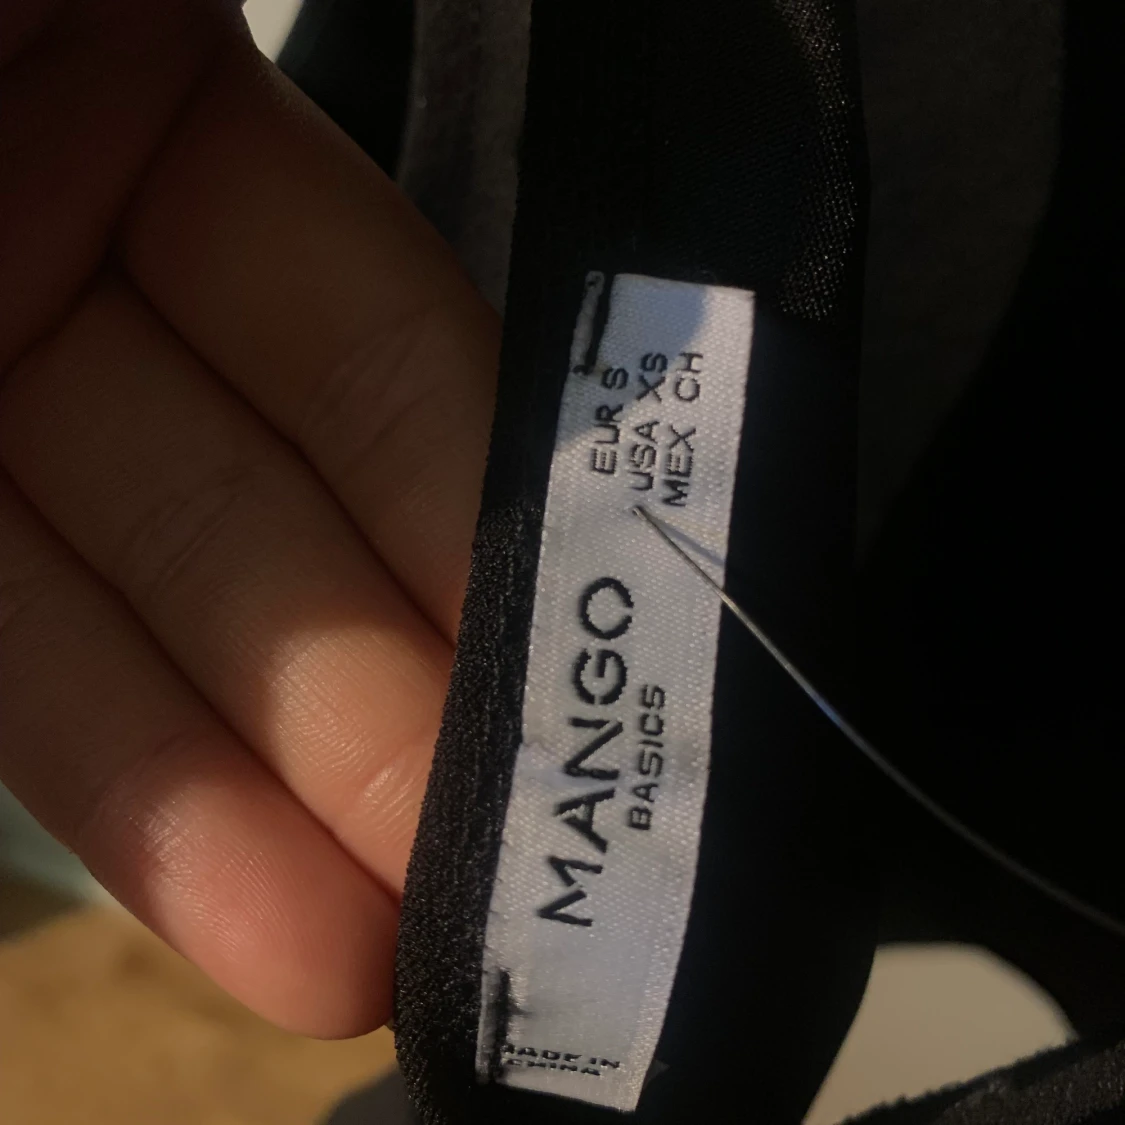 MANGO
BASICS
EUR S
USA XS
MEX CH
MADE IN
CHINA